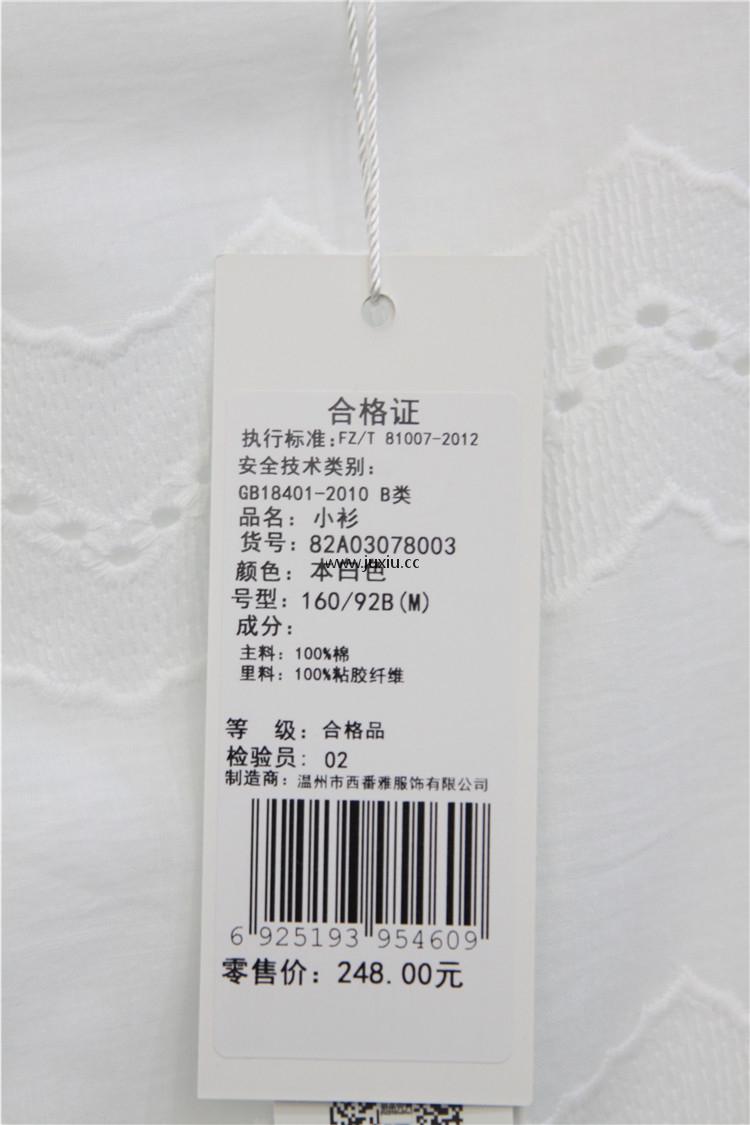 合格证
执行标准:FZ/T 81007-2012
安全技术类别:
GB18401-2010 B类
品名: 小衫
货号: 82A03078003
www.juxiu.cc
颜色: 本白色
号型: 160/92B(M)
成分:
主料: 100%棉
里料: 100%粘胶纤维
等 级: 合格品
检验员: 02
制造商: 温州市西番雅服饰有限公司
6 925193 954609
零售价: 248.00元